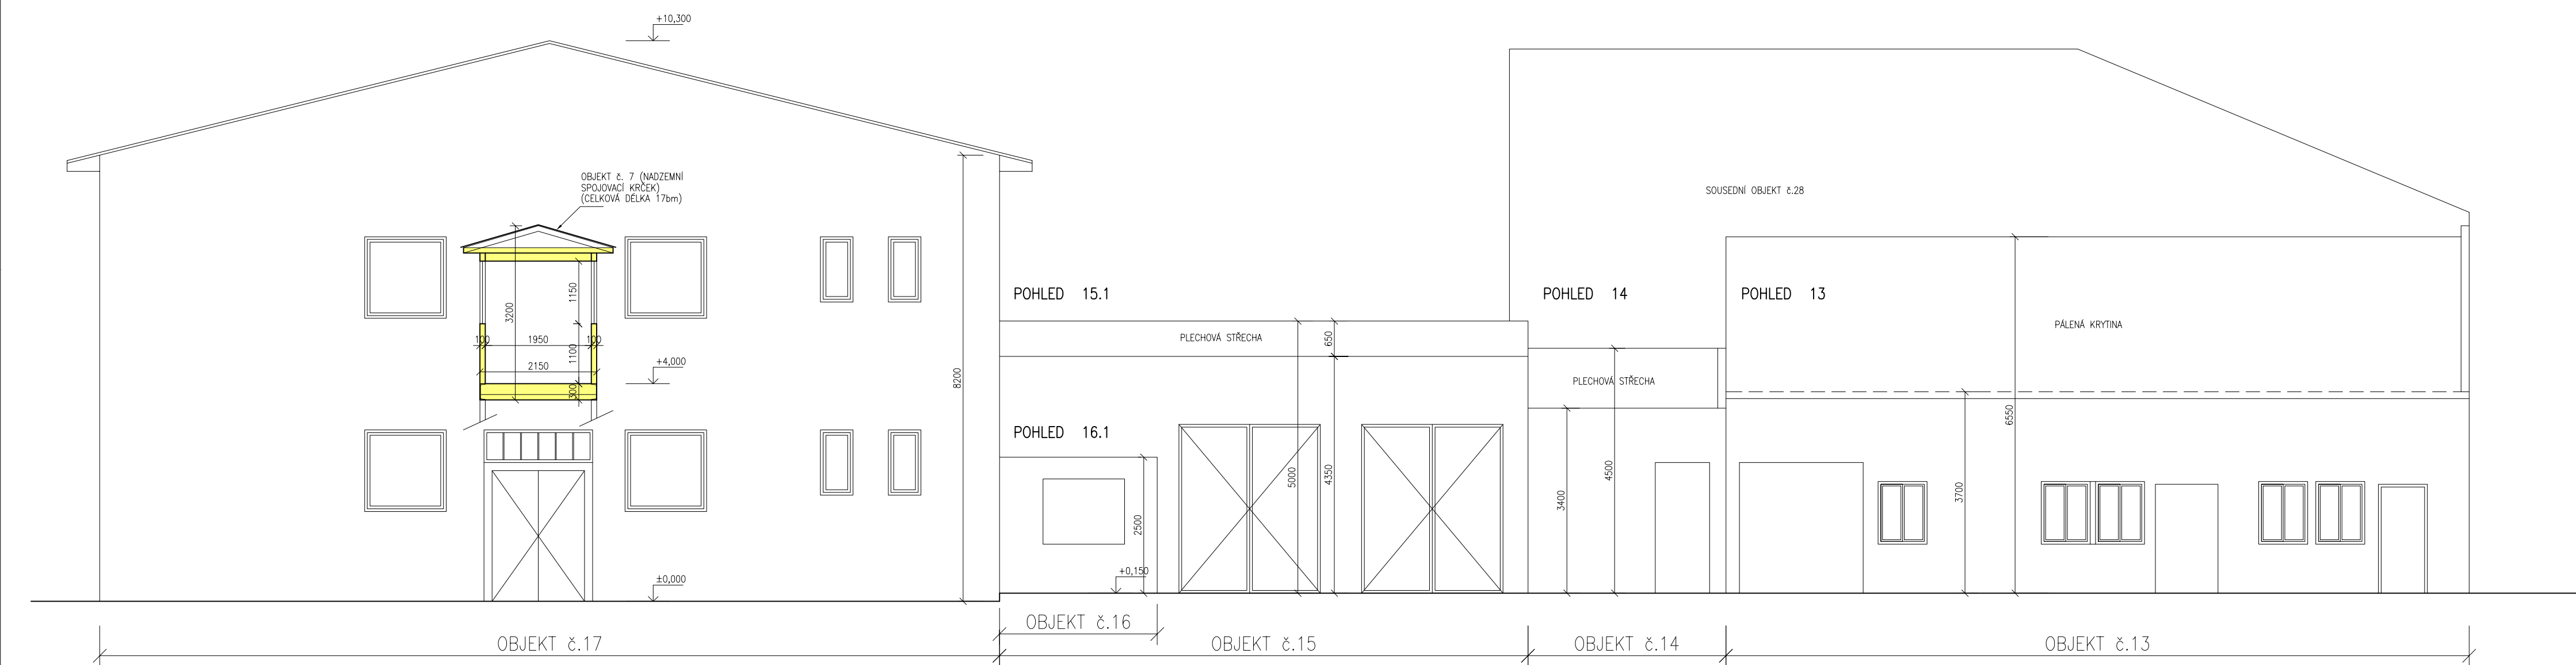 +10,300
OBJEKT č. 7 (NADZEMNÍ
SPOJOVACÍ KRČEK)
(CELKOVÁ DÉLKA 17bm)
SOUSEDNÍ OBJEKT č.28
1150
3200
100
1950
100
1100
2150
300
+4,000
8200
±0,000
POHLED 15.1
PLECHOVÁ STŘECHA
650
POHLED 16.1
2500
5000
4350
+0,150
POHLED 14
PLECHOVÁ STŘECHA
3400
4500
POHLED 13
PÁLENÁ KRYTINA
6550
3700
OBJEKT č.17
OBJEKT č.16
OBJEKT č.15
OBJEKT č.14
OBJEKT č.13